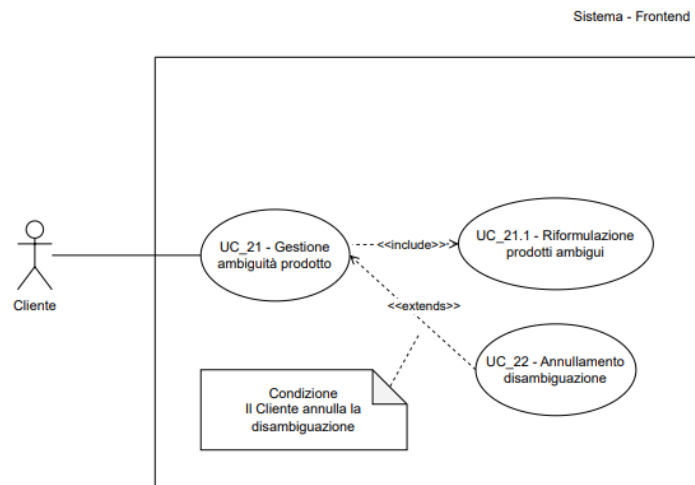 Sistema - Frontend
UC_21 - Gestione
ambiguità prodotto
<<include>>
UC_21.1 - Riformulazione
prodotti ambigui
Cliente
<<extends>>
UC_22 - Annullamento
disambiguazione
Condizione
Il Cliente annulla la
disambiguazione